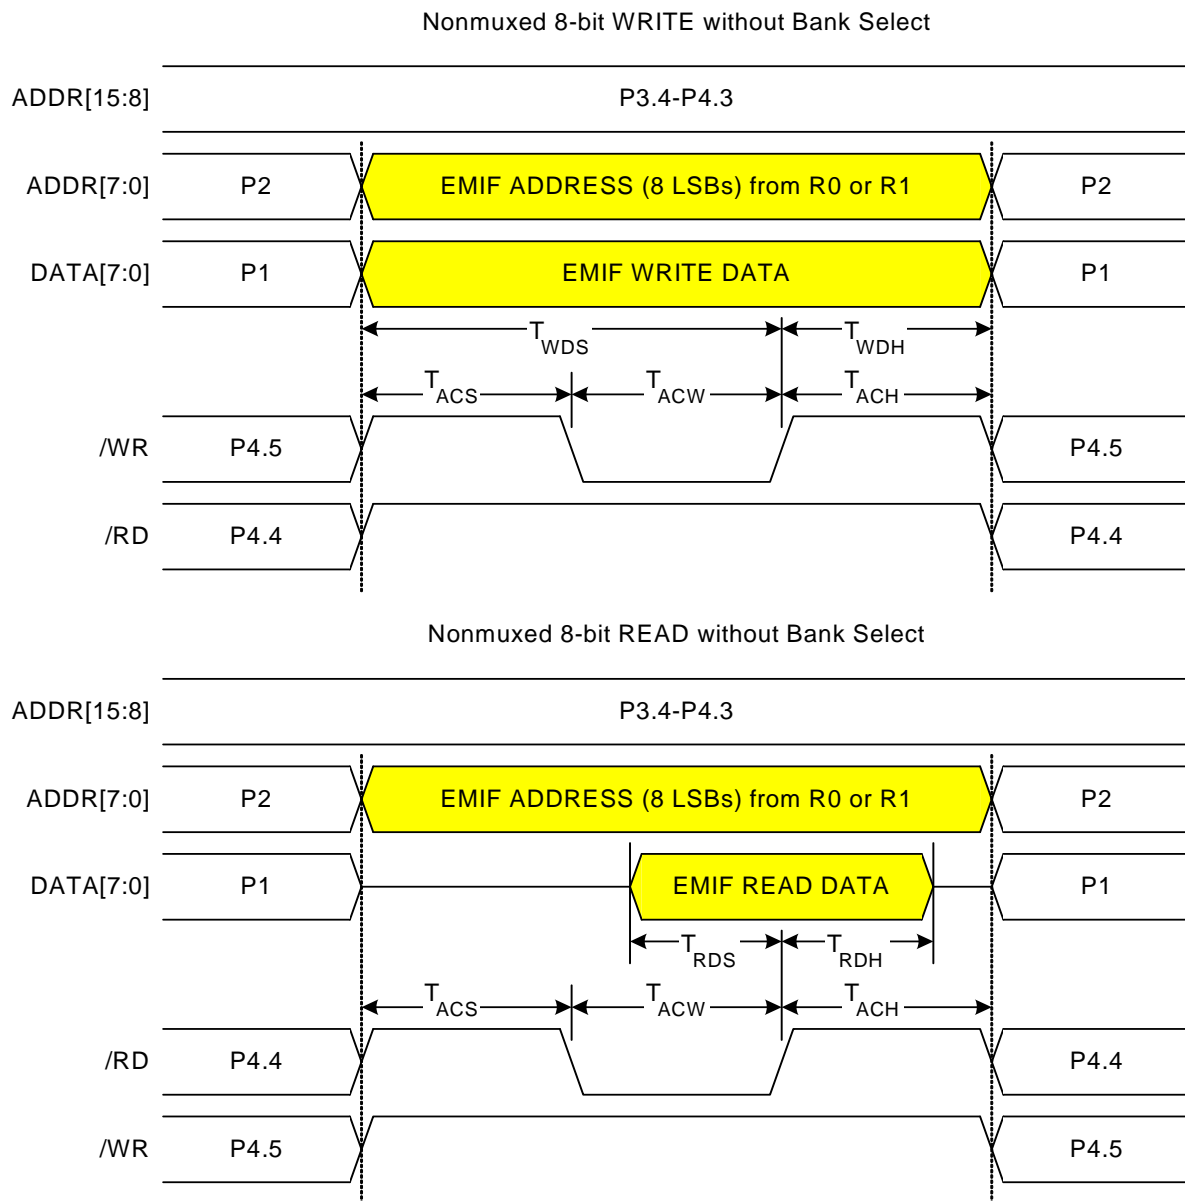 Nonmuxed 8-bit WRITE without Bank Select
ADDR[15:8] P3.4-P4.3
ADDR[7:0] P2 EMIF ADDRESS (8 LSBs) from R0 or R1 P2
DATA[7:0] P1 EMIF WRITE DATA P1
TWDS TWDH
TACS TACW TACH
/WR P4.5 P4.5
/RD P4.4 P4.4
Nonmuxed 8-bit READ without Bank Select
ADDR[15:8] P3.4-P4.3
ADDR[7:0] P2 EMIF ADDRESS (8 LSBs) from R0 or R1 P2
DATA[7:0] P1 EMIF READ DATA P1
TRDS TRDH
TACS TACW TACH
/RD P4.4 P4.4
/WR P4.5 P4.5